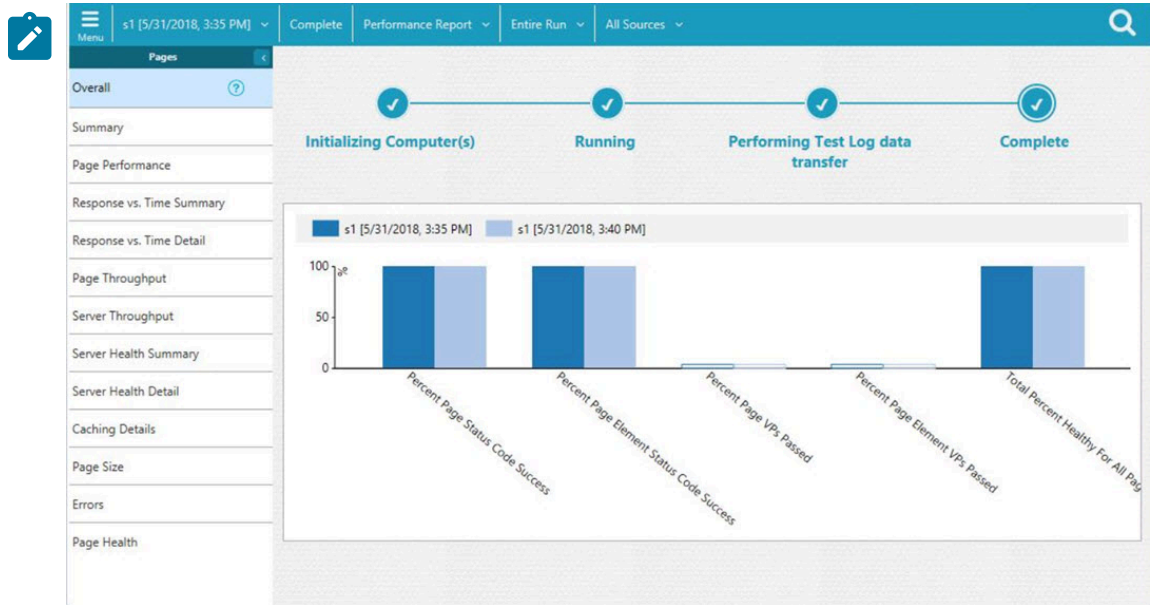 Menu
s1 [5/31/2018, 3:35 PM]
Complete
Performance Report
Entire Run
All Sources
Pages
Overall
?
Summary
Page Performance
Response vs. Time Summary
Response vs. Time Detail
Page Throughput
Server Throughput
Server Health Summary
Server Health Detail
Caching Details
Page Size
Errors
Page Health
Initializing Computer(s)
Running
Performing Test Log data
transfer
Complete
s1 [5/31/2018, 3:35 PM]
s1 [5/31/2018, 3:40 PM]
100
%
50
0
Percent Page Status Code Success
Percent Page Element Status Code Success
Percent Page VPs Passed
Percent Page Element VPs Passed
Total Percent Healthy For All Pag